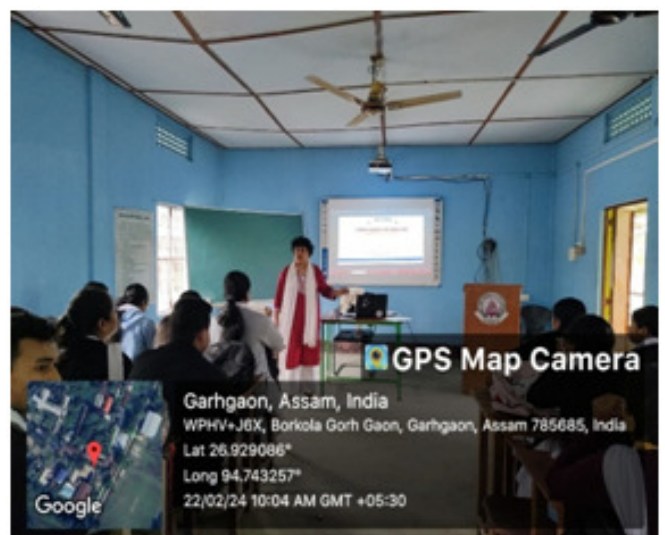 GPS Map Camera
Garhgaon, Assam, India
WPHV+J6X, Borkola Gorh Gaon, Garhgaon, Assam 785685, India
Lat 26.929086°
Long 94.743257°
22/02/24 10:04 AM GMT +05:30
Google